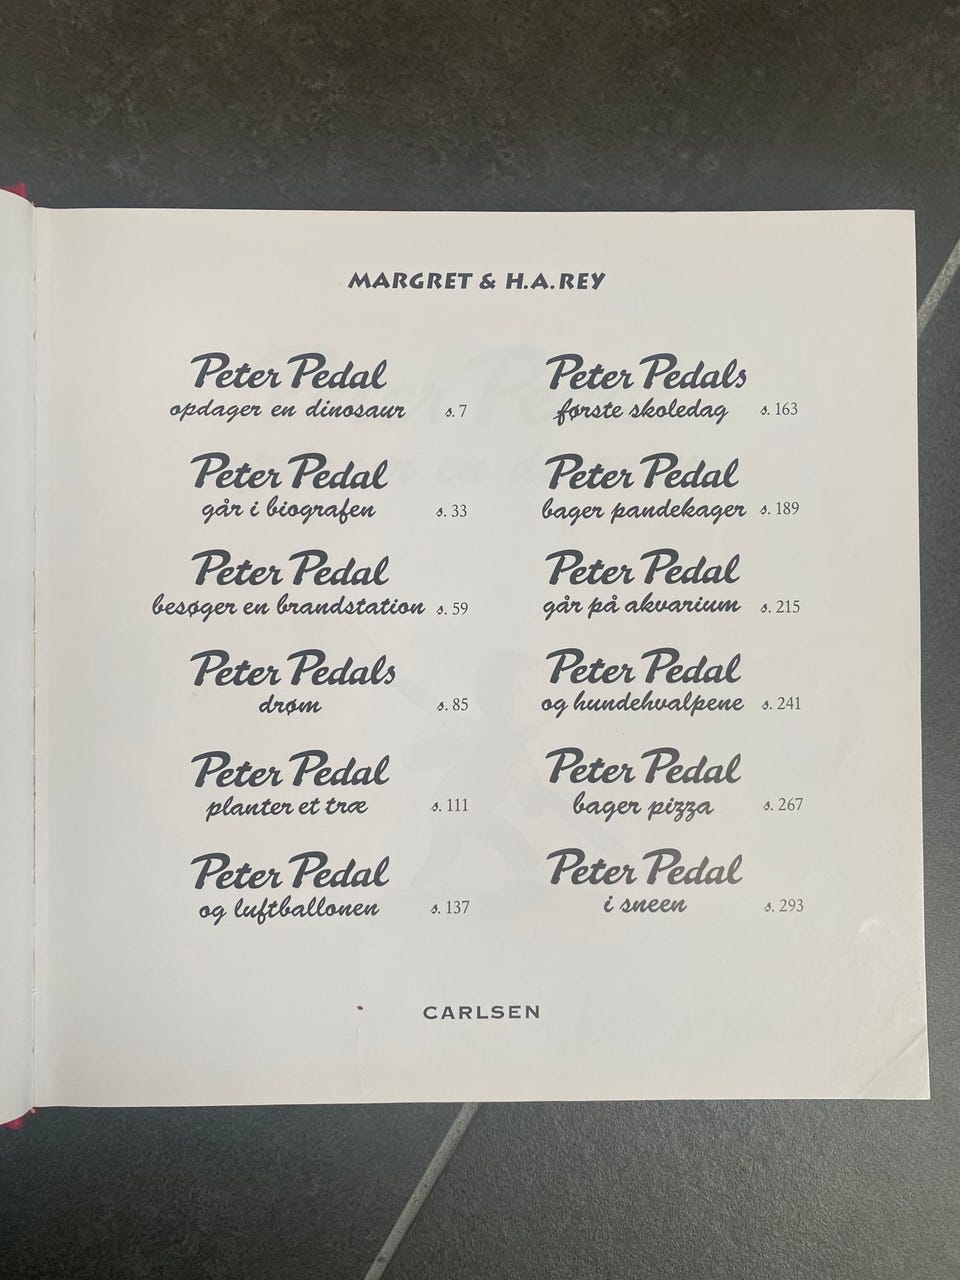 MARGRET & H.A. REY
Peter Pedal
opdager en dinosaur s. 7
Peter Pedal
går i biografen s. 33
Peter Pedal
besøger en brandstation s. 59
Peter Pedals
drøm s. 85
Peter Pedal
planter et træ s. 111
Peter Pedal
og luftballonen s. 137
Peter Pedals
første skoledag s. 163
Peter Pedal
bager pandekager s. 189
Peter Pedal
går på akvarium s. 215
Peter Pedal
og hundehvalpene s. 241
Peter Pedal
bager pizza s. 267
Peter Pedal
i sneen s. 293
CARLSEN